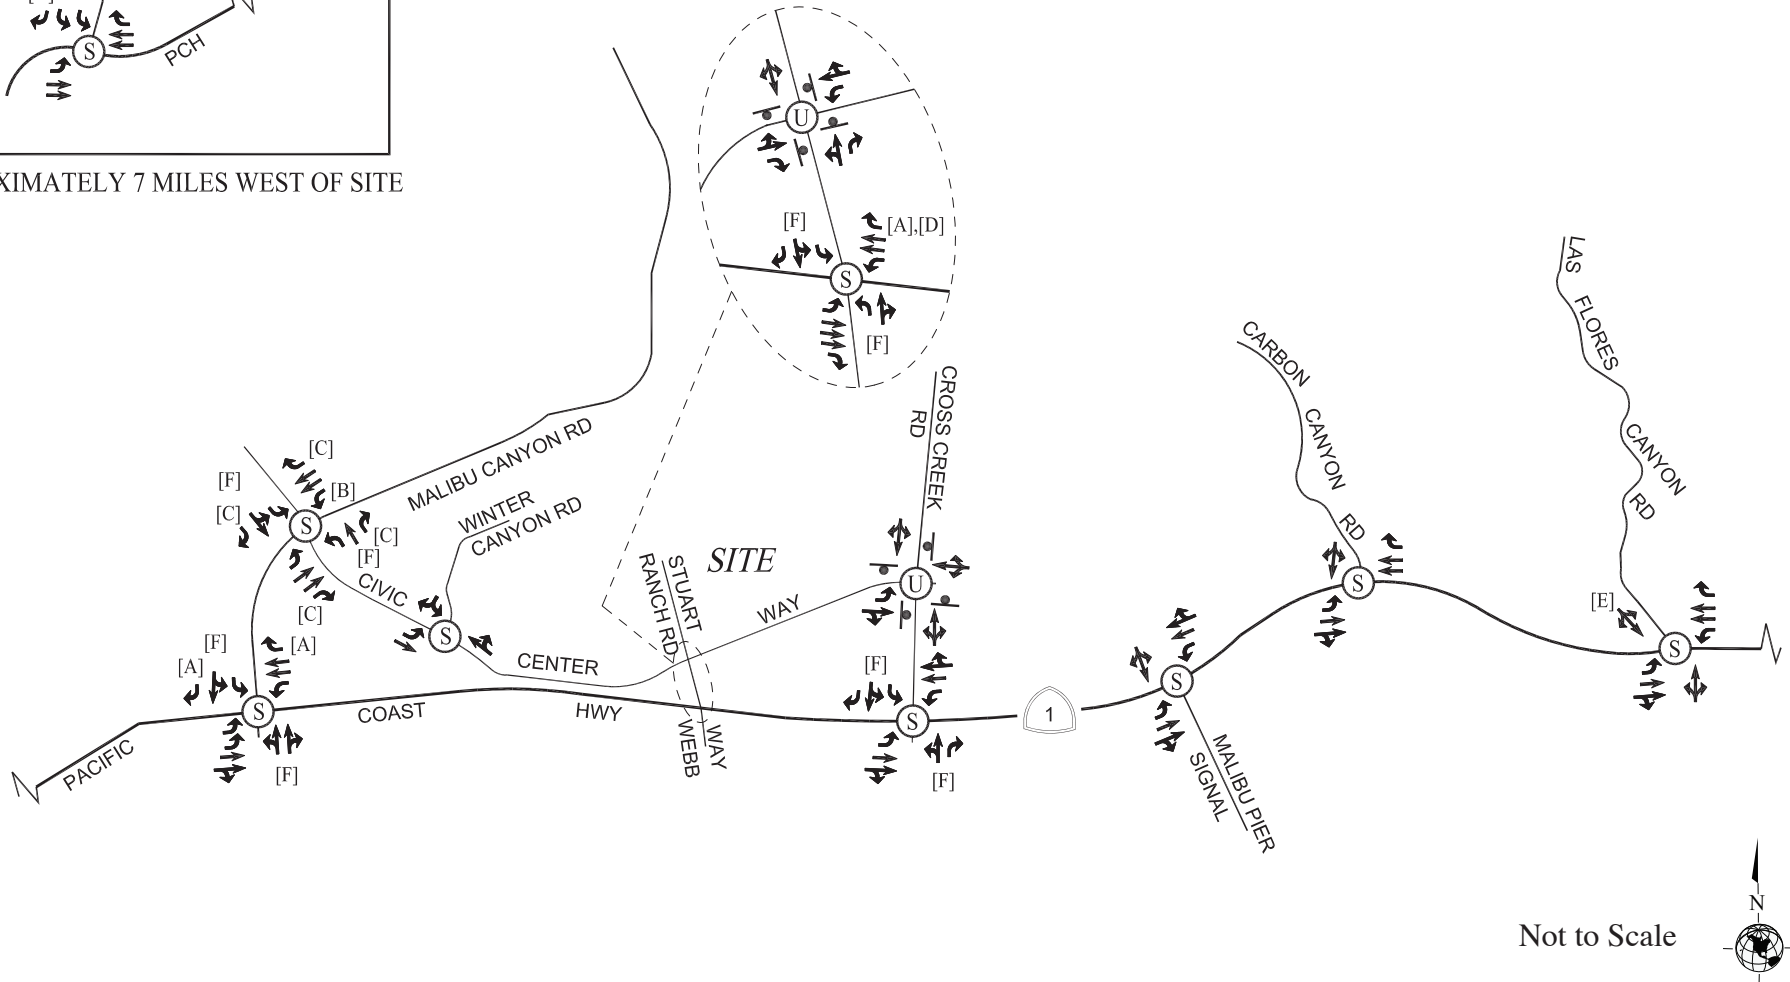 S
PCH
XIMATELY 7 MILES WEST OF SITE
U
[F]
[A],[D]
S
[F]
LAS
FLORES
CANYON
RD
CARBON
CANYON
RD
CROSS CREEK
RD
MALIBU CANYON RD
WINTER
CANYON RD
[C]
[F]
[B]
[C]
S
[C]
[F]
[C]
CIVIC
S
CENTER
WAY
STUART
RANCH RD
SITE
U
[F]
[A]
[A]
S
[F]
PACIFIC
COAST
HWY
WEBB
WAY
[F]
S
[F]
1
S
MALIBU PIER
SIGNAL
S
[E]
S
N
Not to Scale